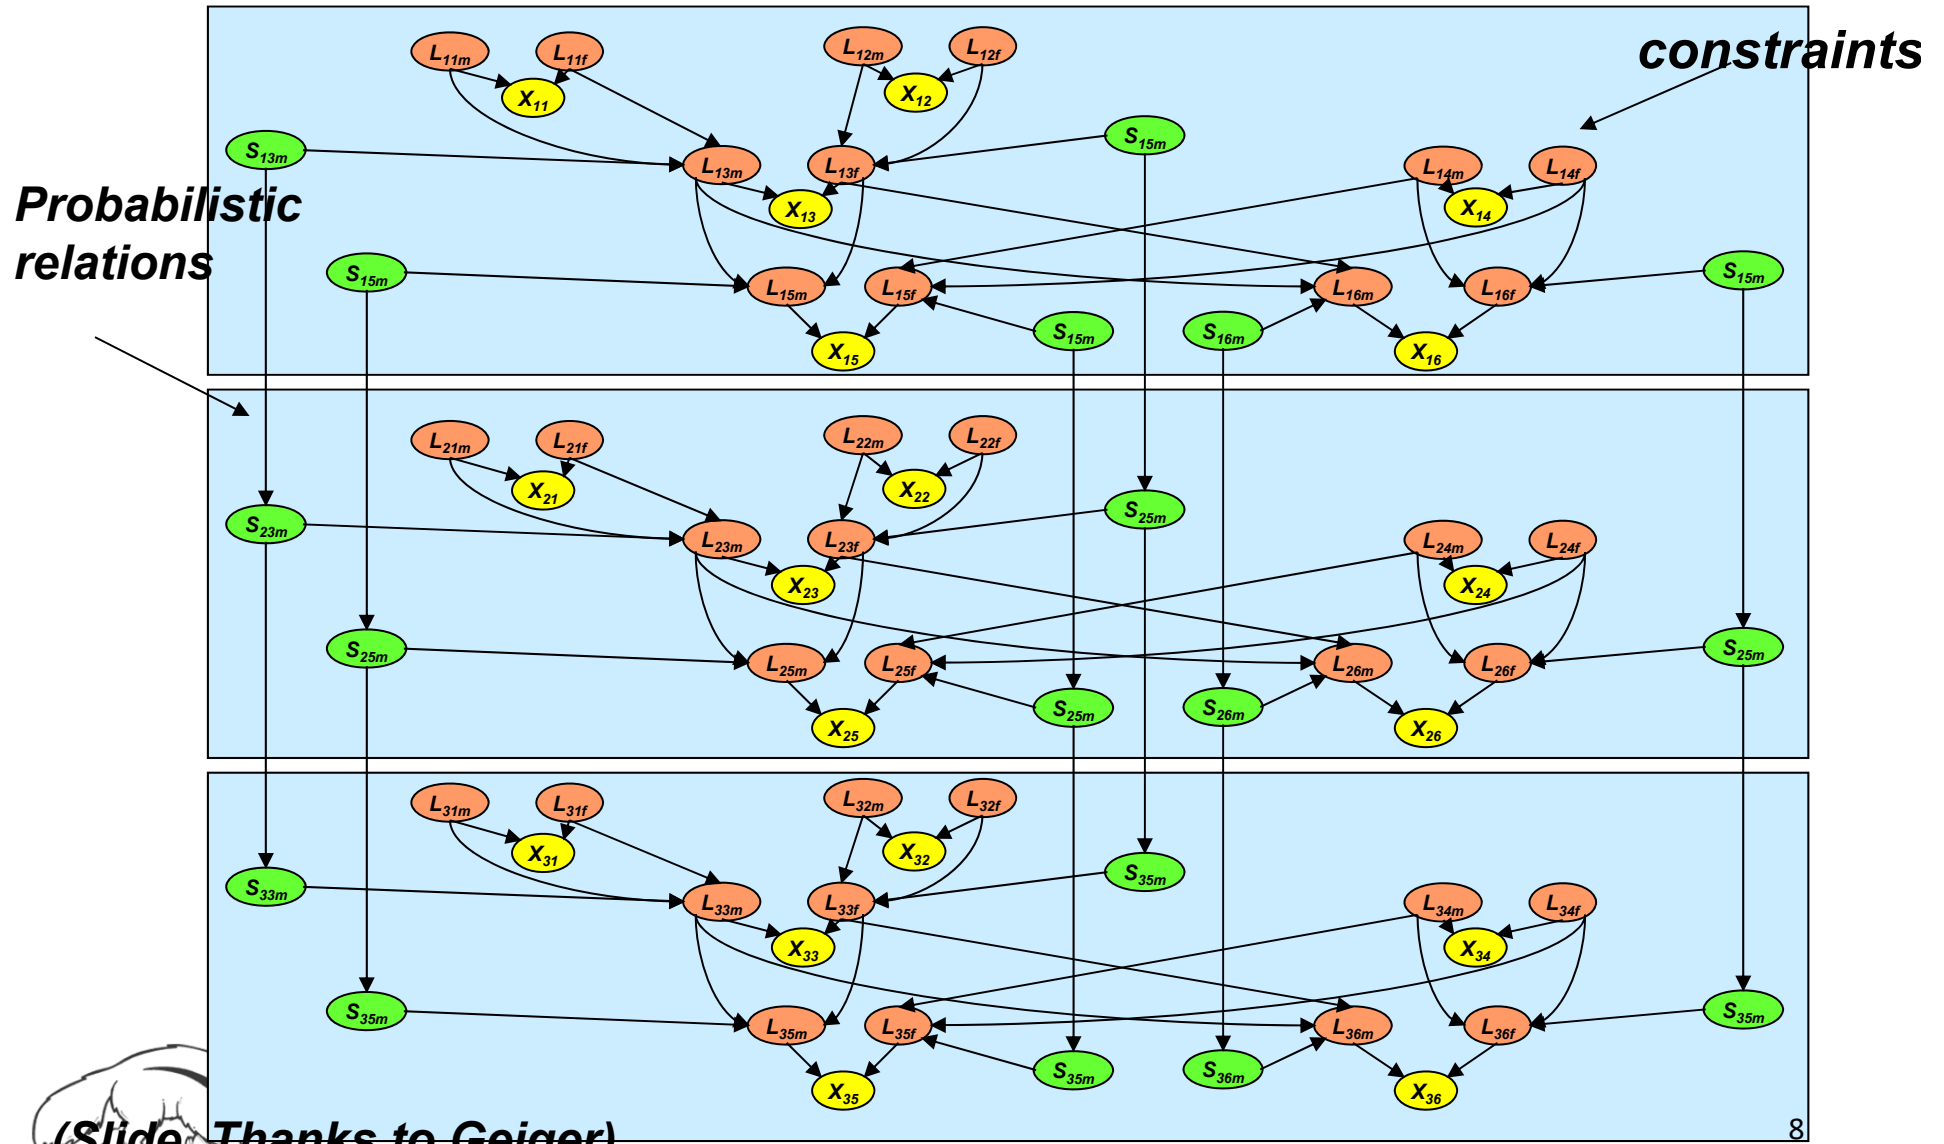 constraints
L11m L11f L12m L12f
X11 X12
S13m S15m
L13m L13f L14m L14f
X13 X14
Probabilistic
relations
S15m L15m L15f L16m L16f S15m
S15m S16m
X15 X16
L21m L21f L22m L22f
X21 X22
S23m S25m
L23m L23f L24m L24f
X23 X24
S25m L25m L25f L26m L26f S25m
S25m S26m
X25 X26
L31m L31f L32m L32f
X31 X32
S33m S35m
L33m L33f L34m L34f
X33 X34
S35m L35m L35f L36m L36f S35m
S35m S36m
X35 X36
(Slide Thanks to Geiger)
8